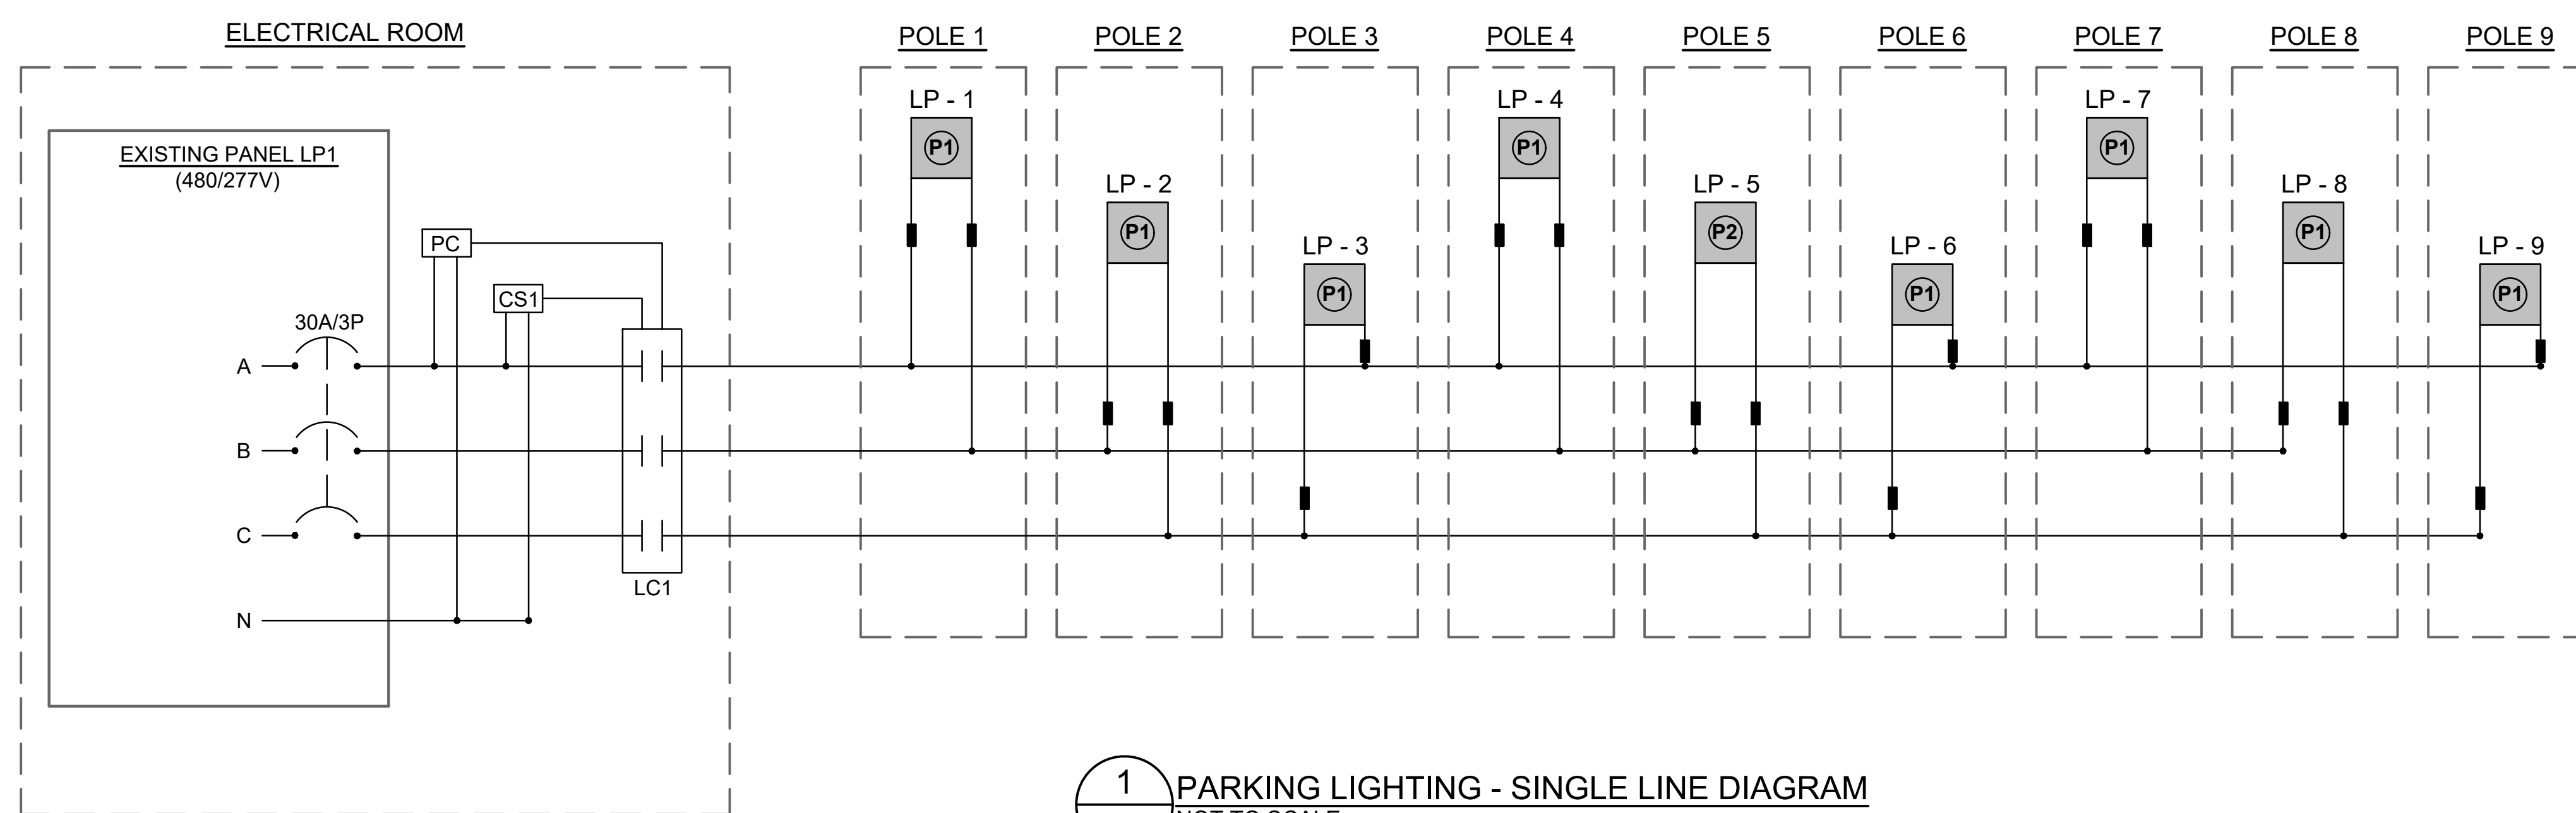 ELECTRICAL ROOM
POLE 1
POLE 2
POLE 3
POLE 4
POLE 5
POLE 6
POLE 7
POLE 8
POLE 9
EXISTING PANEL LP1
(480/277V)
LP - 1
P1
LP - 2
P1
LP - 3
P1
LP - 4
P1
LP - 5
P2
LP - 6
P1
LP - 7
P1
LP - 8
P1
LP - 9
P1
PC
CS1
30A/3P
A
B
C
N
LC1
1
PARKING LIGHTING - SINGLE LINE DIAGRAM
NOT TO SCALE